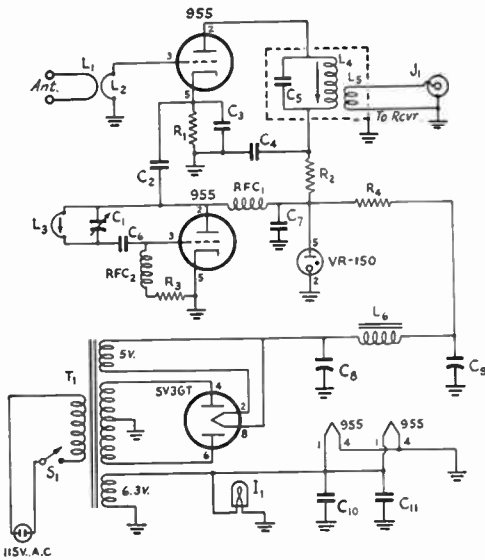 955
L1
L2
Ant.
3
2
5
R1
C3
C4
C5
L4
L5
J1
To Rcvr
C2
R2
955
RFC1
R4
L3
C1
C6
3
2
5
C7
5
VR-150
2
RFC2
R3
L6
5V.
T1
5V3GT
4
2
8
6
C8
C9
S1
6.3V.
I1
955
955
1
4
1
4
C10
C11
115V. A.C